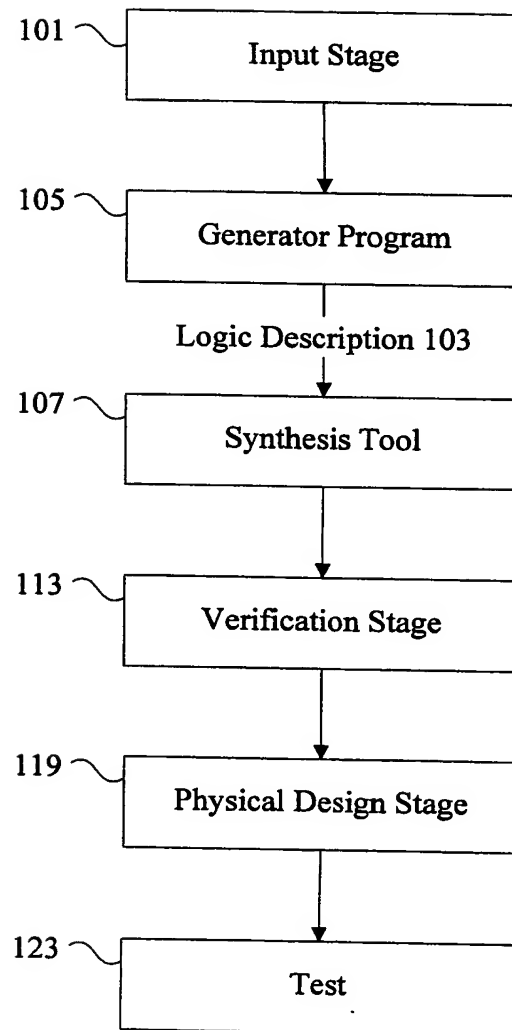 101
Input Stage
105
Generator Program
Logic Description 103
107
Synthesis Tool
113
Verification Stage
119
Physical Design Stage
123
Test